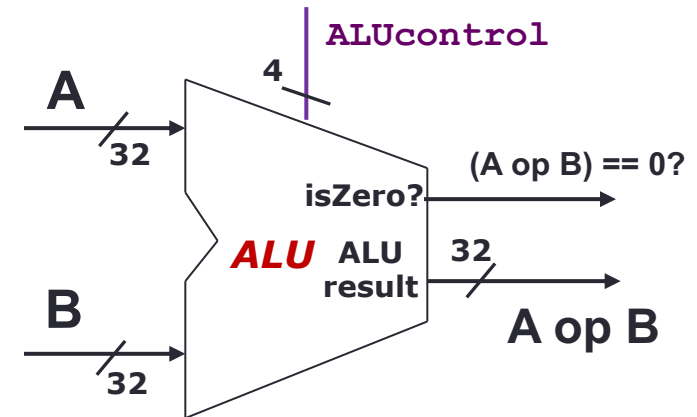 ALUcontrol
4
A
32
(A op B) == 0?
isZero?
ALU
ALU
result
32
A op B
B
32